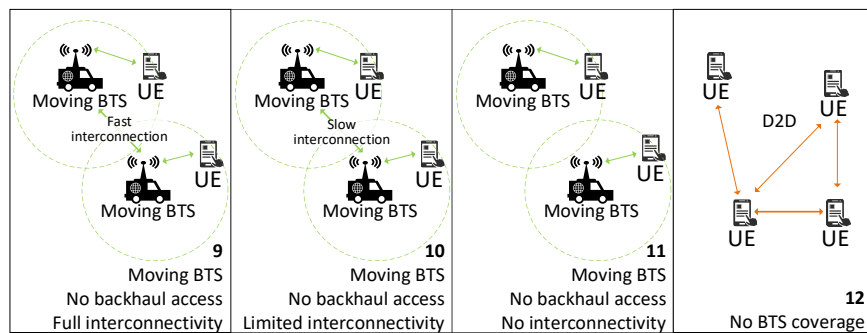 UE
Moving BTS
Fast
interconnection
UE
Moving BTS
9
Moving BTS
No backhaul access
Full interconnectivity
UE
Moving BTS
Slow
interconnection
UE
Moving BTS
10
Moving BTS
No backhaul access
Limited interconnectivity
UE
Moving BTS
UE
Moving BTS
11
Moving BTS
No backhaul access
No interconnectivity
UE
UE
D2D
UE
UE
12
No BTS coverage